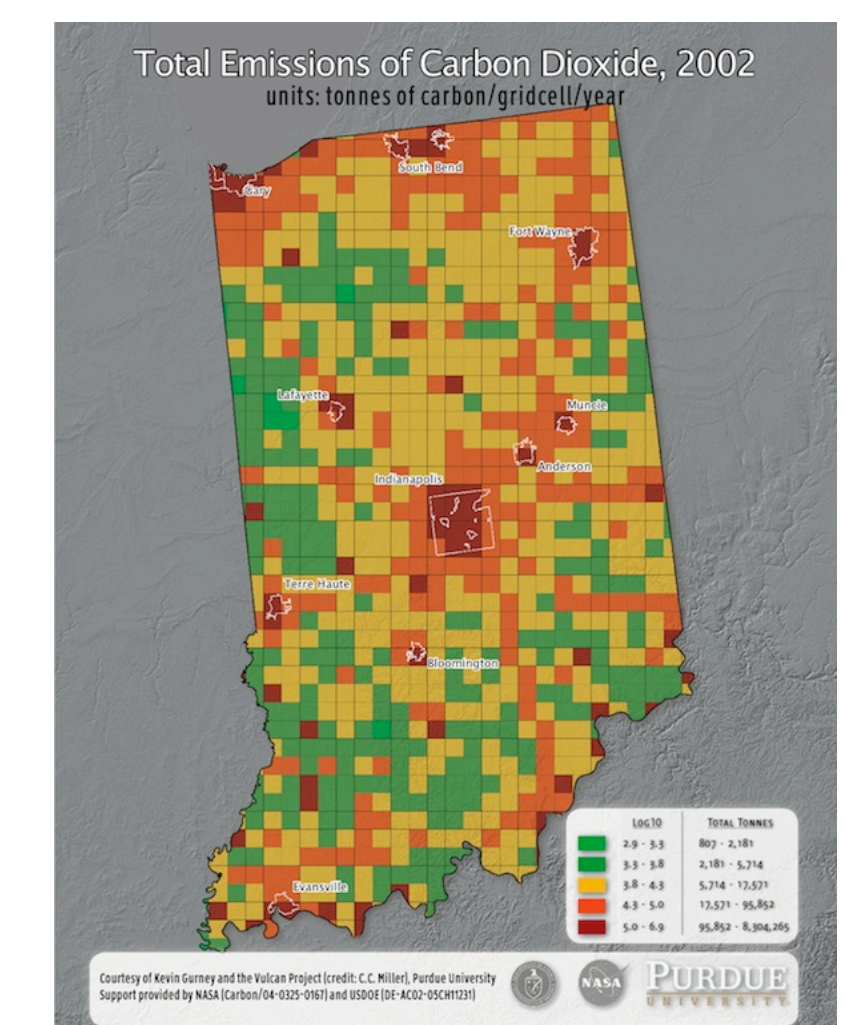 Total Emissions of Carbon Dioxide, 2002
units: tonnes of carbon/gridcell/year
South Bend
Gary
Fort Wayne
Lafayette
Muncie
Anderson
Indianapolis
Terre Haute
Bloomington
Evansville
Log10 Total Tonnes
2.9 - 3.3 807 - 2,181
3.3 - 3.8 2,181 - 5,714
3.8 - 4.3 5,714 - 17,571
4.3 - 5.0 17,571 - 95,852
5.0 - 6.9 95,852 - 8,304,265
Courtesy of Kevin Gurney and the Vulcan Project (credit: C.C. Miller), Purdue University
Support provided by NASA (Carbon/04-0325-0167) and USDOE (DE-AC02-05CH11231)
NASA
PURDUE
UNIVERSITY